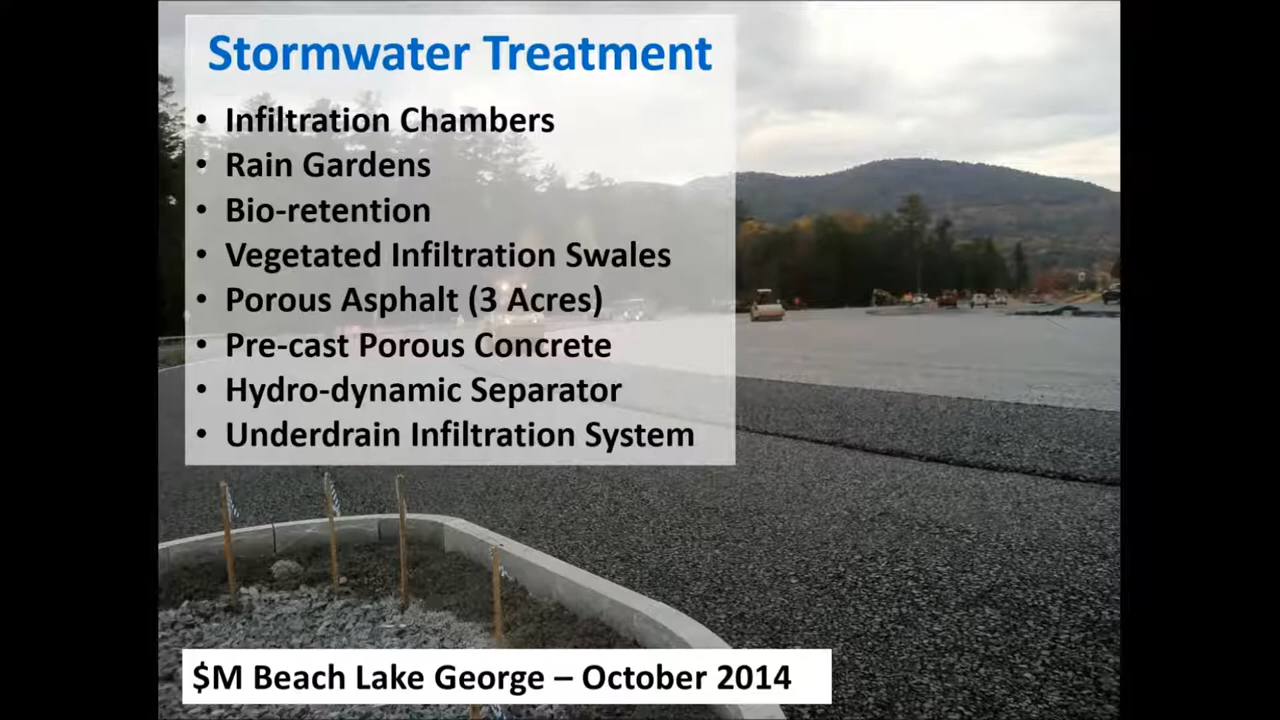 Stormwater Treatment
• Infiltration Chambers
• Rain Gardens
• Bio-retention
• Vegetated Infiltration Swales
• Porous Asphalt (3 Acres)
• Pre-cast Porous Concrete
• Hydro-dynamic Separator
• Underdrain Infiltration System
$M Beach Lake George – October 2014